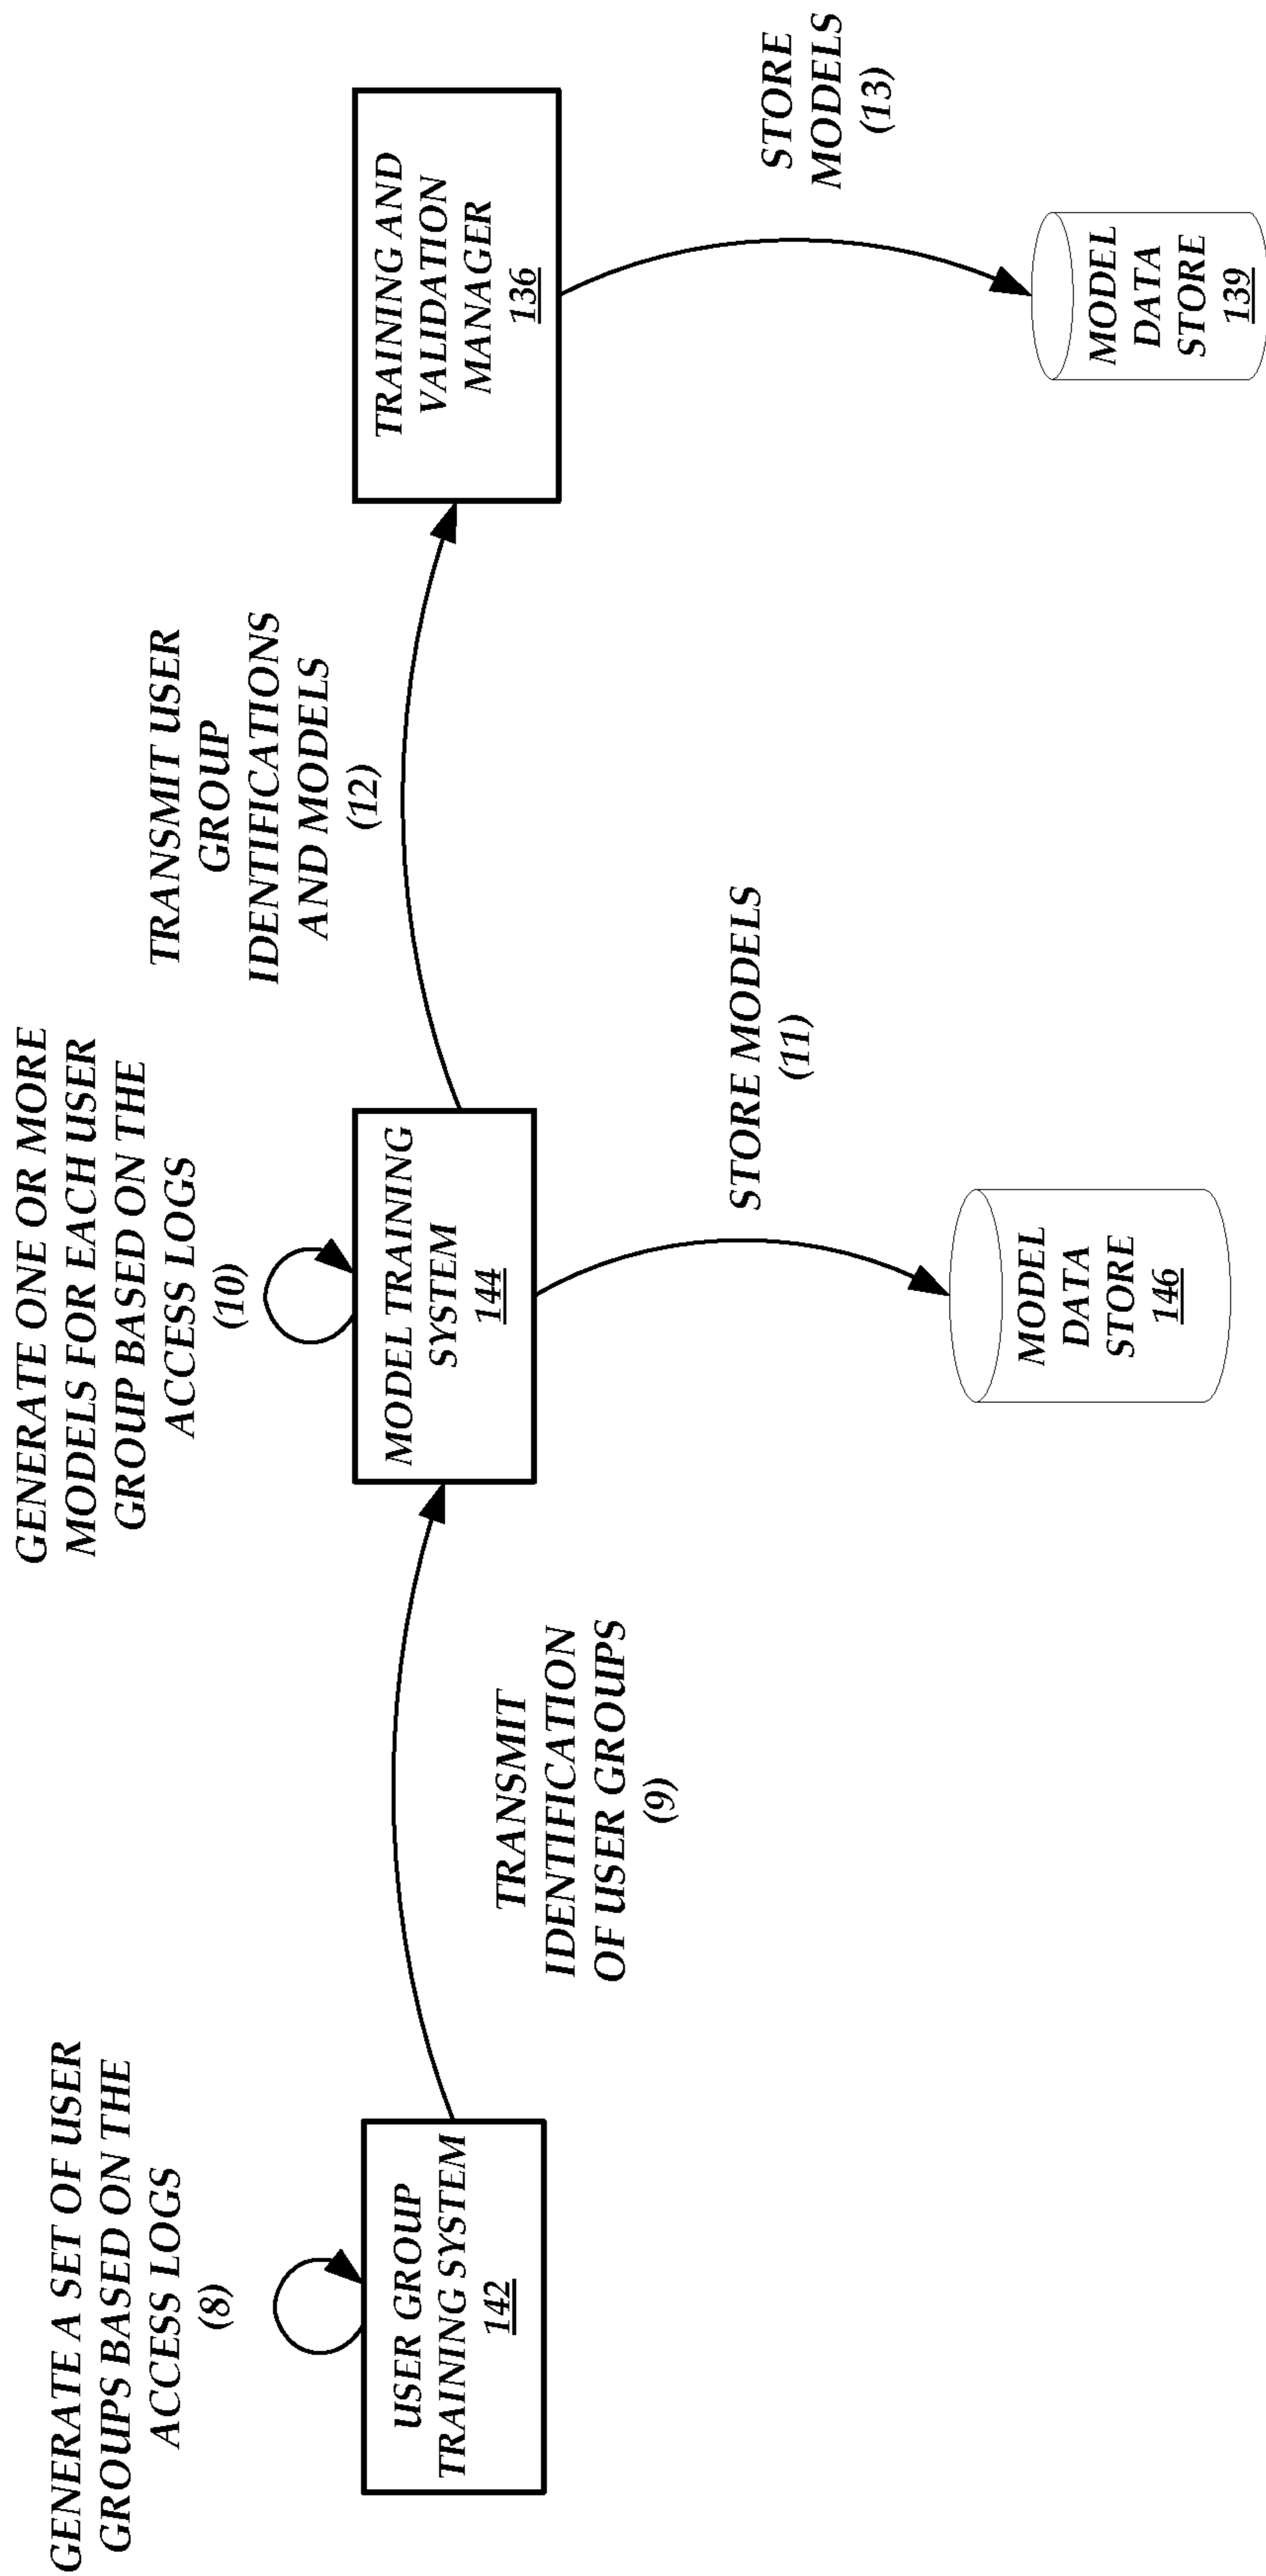 GENERATE A SET OF USER
GROUPS BASED ON THE
ACCESS LOGS
(8)
USER GROUP
TRAINING SYSTEM
142
TRANSMIT
IDENTIFICATION
OF USER GROUPS
(9)
GENERATE ONE OR MORE
MODELS FOR EACH USER
GROUP BASED ON THE
ACCESS LOGS
(10)
MODEL TRAINING
SYSTEM
144
STORE MODELS
(11)
MODEL
DATA
STORE
146
TRANSMIT USER
GROUP
IDENTIFICATIONS
AND MODELS
(12)
TRAINING AND
VALIDATION
MANAGER
136
STORE
MODELS
(13)
MODEL
DATA
STORE
139